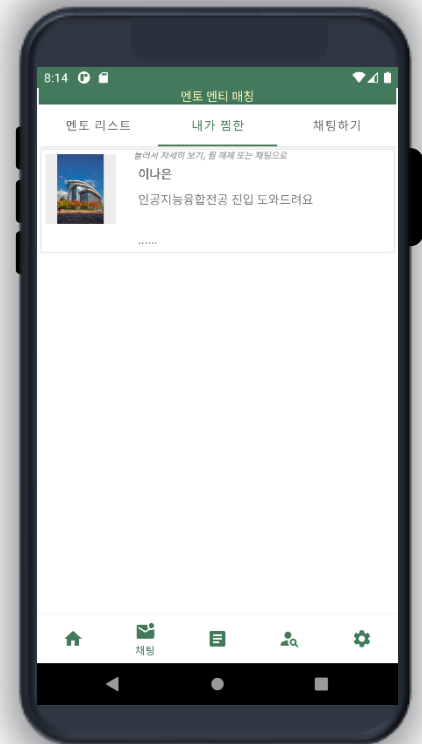 8:14
멘토 멘티 매칭
멘토 리스트 내가 찜한 채팅하기
눌러서 자세히 보기, 찜 해제 또는 채팅으로
이나은
인공지능융합전공 진입 도와드려요
......
채팅